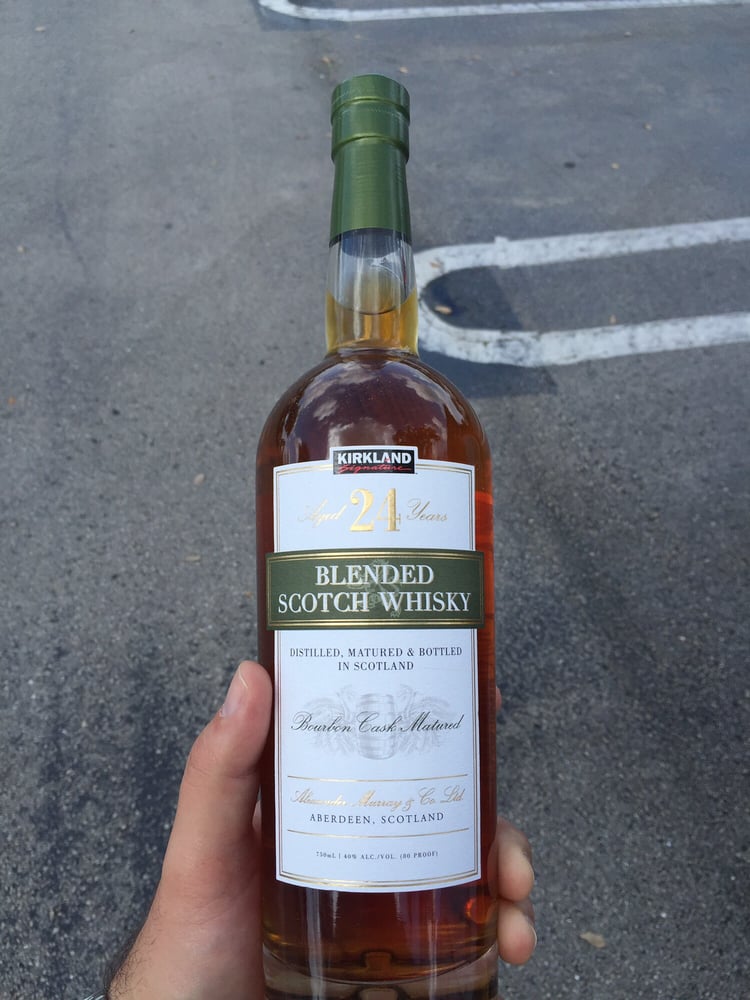 KIRKLAND
Signature
Aged 24 Years
BLENDED
SCOTCH WHISKY
DISTILLED, MATURED & BOTTLED
IN SCOTLAND
Bourbon Cask Matured
Alexander Murray & Co. Ltd.
ABERDEEN, SCOTLAND
750mL | 40% ALC./VOL. (80 PROOF)